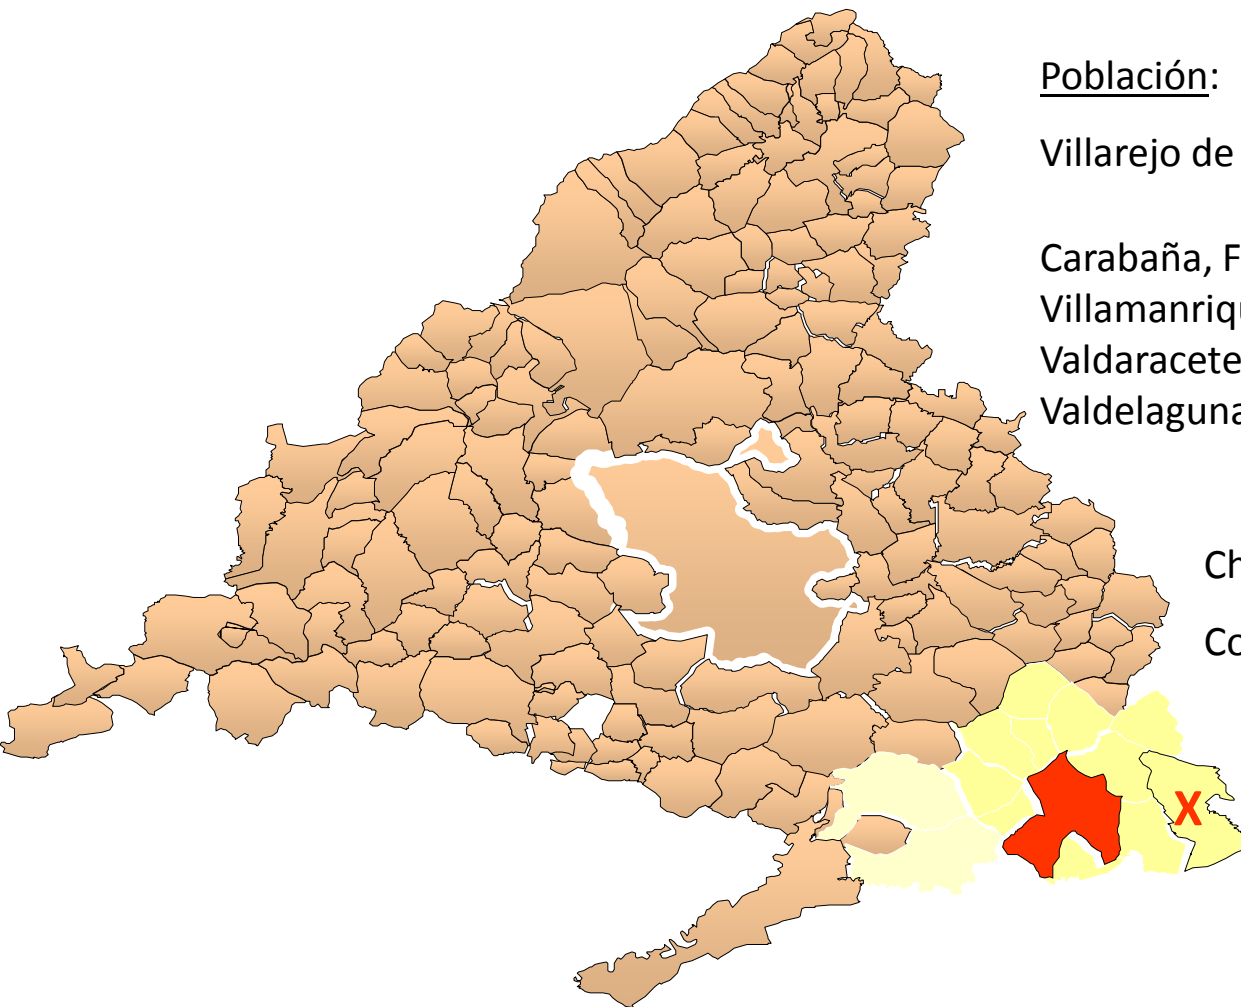 Población:
Villarejo de
Carabaña, F
Villamanriqu
Valdaracete
Valdelaguna
Ch
Co
X